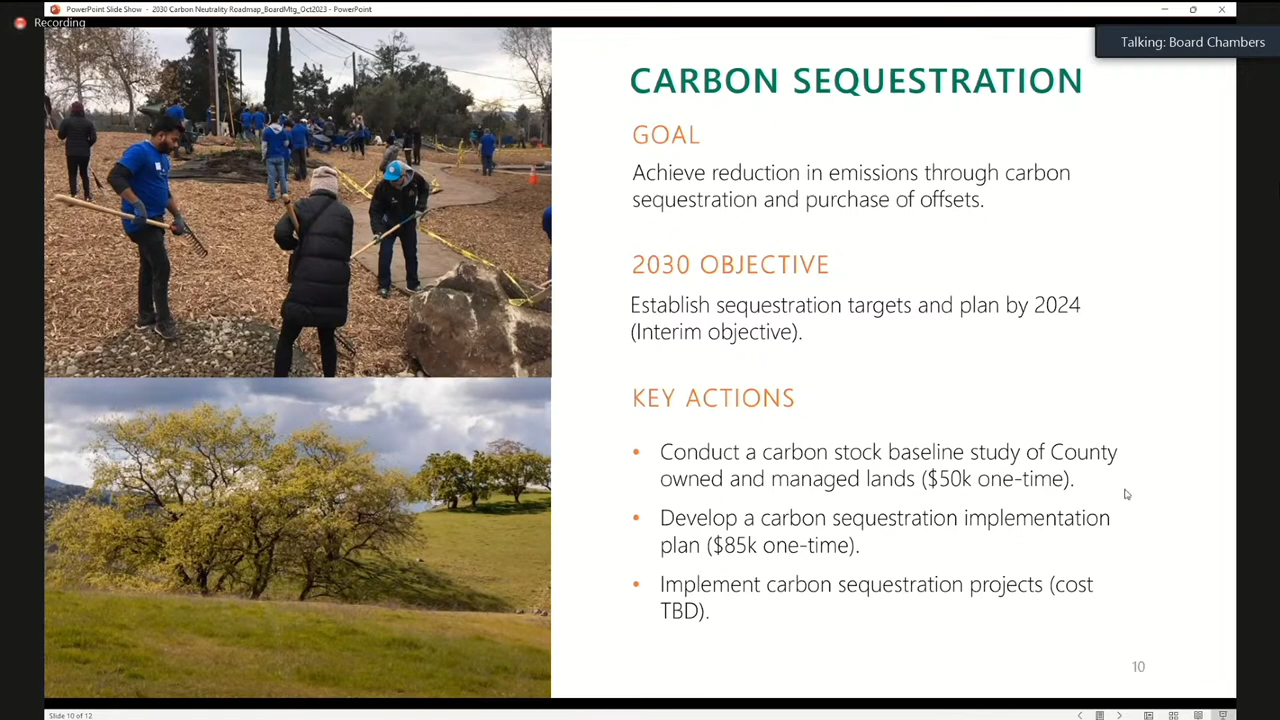 PowerPoint Slide Show - 2030 Carbon Neutrality Roadmap_BoardMtg_Oct2023 - PowerPoint
Recording
Talking: Board Chambers
CARBON SEQUESTRATION
GOAL
Achieve reduction in emissions through carbon
sequestration and purchase of offsets.
2030 OBJECTIVE
Establish sequestration targets and plan by 2024
(Interim objective).
KEY ACTIONS
• Conduct a carbon stock baseline study of County
owned and managed lands ($50k one-time).
• Develop a carbon sequestration implementation
plan ($85k one-time).
• Implement carbon sequestration projects (cost
TBD).
10
Slide 10 of 12